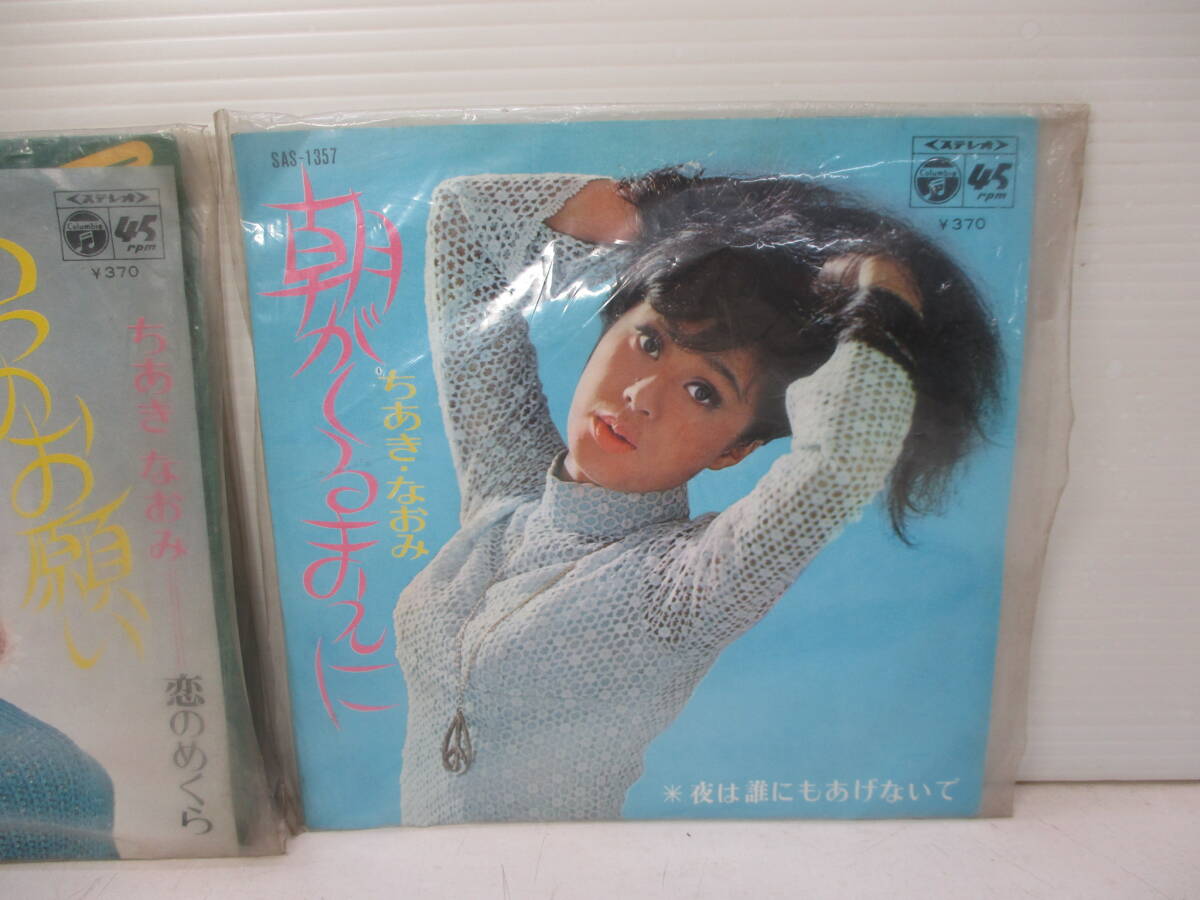 <ステレオ>
Columbia
45
rpm
¥370
お願い
ちあき なおみ
恋のめくら
SAS-1357
<ステレオ>
Columbia
45
rpm
¥370
朝がくるまえに
ちあき・なおみ
＊夜は誰にもあげないで